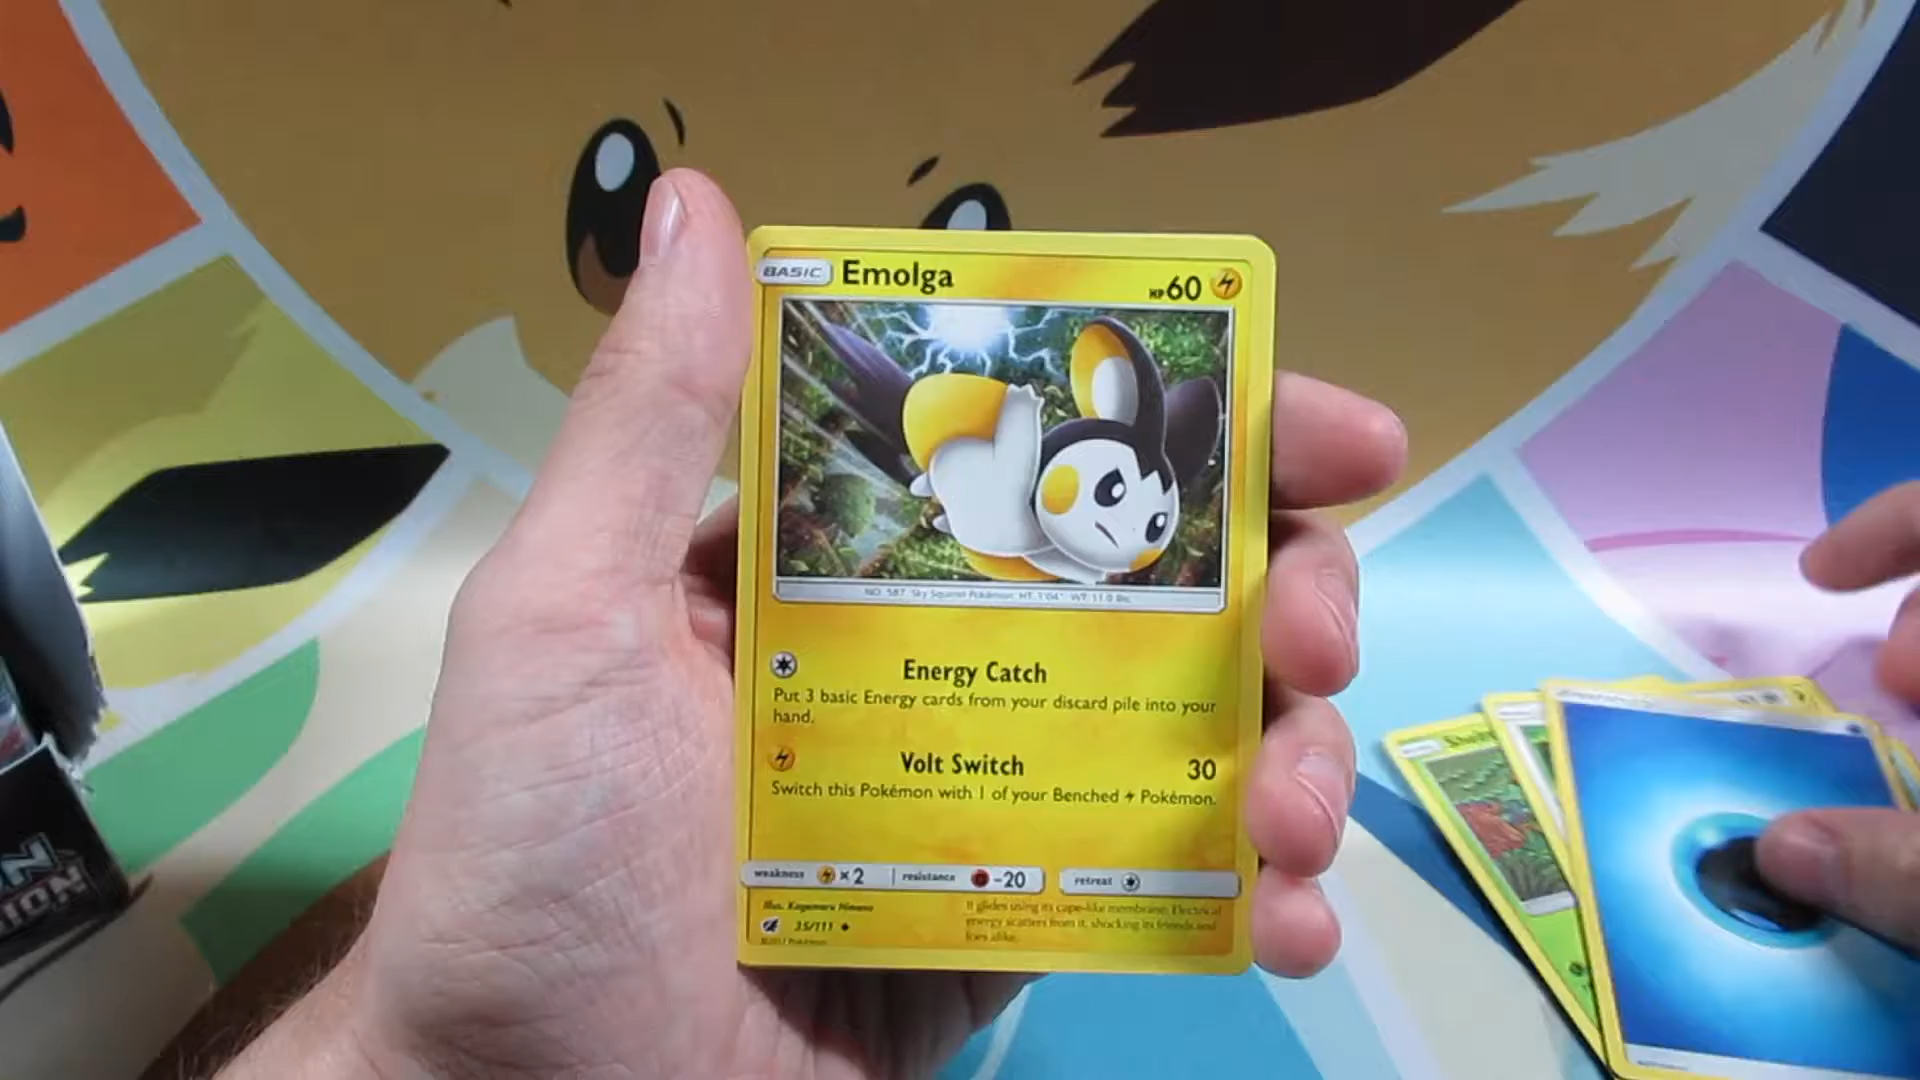 BASIC Emolga HP60
NO. 587 Sky Squirrel Pokémon HT: 1'04" WT: 11.0 lbs.
Energy Catch
Put 3 basic Energy cards from your discard pile into your
hand.
Volt Switch 30
Switch this Pokémon with 1 of your Benched Pokémon.
weakness ×2 resistance -20 retreat
Illus. Kagemaru Himeno
It glides using its cape-like membrane. Electrical
35/111
energy scatters from it, shocking its friends and
©2017 Pokémon
foes alike.